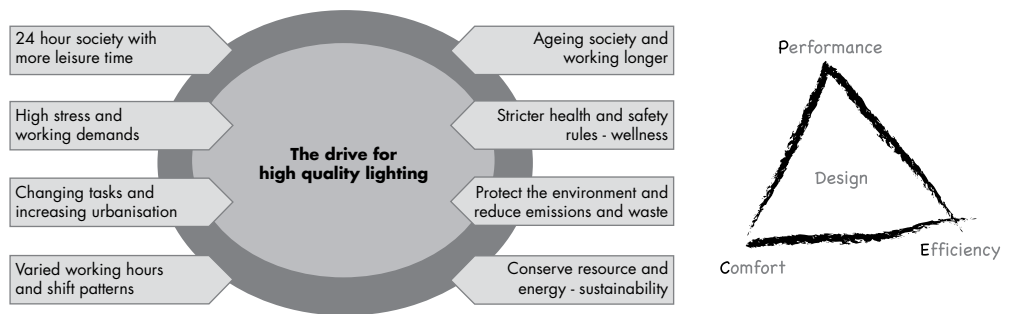 24 hour society with
more leisure time
High stress and
working demands
Changing tasks and
increasing urbanisation
Varied working hours
and shift patterns
The drive for
high quality lighting
Ageing society and
working longer
Stricter health and safety
rules - wellness
Protect the environment and
reduce emissions and waste
Conserve resource and
energy - sustainability
Performance
Design
Comfort
Efficiency